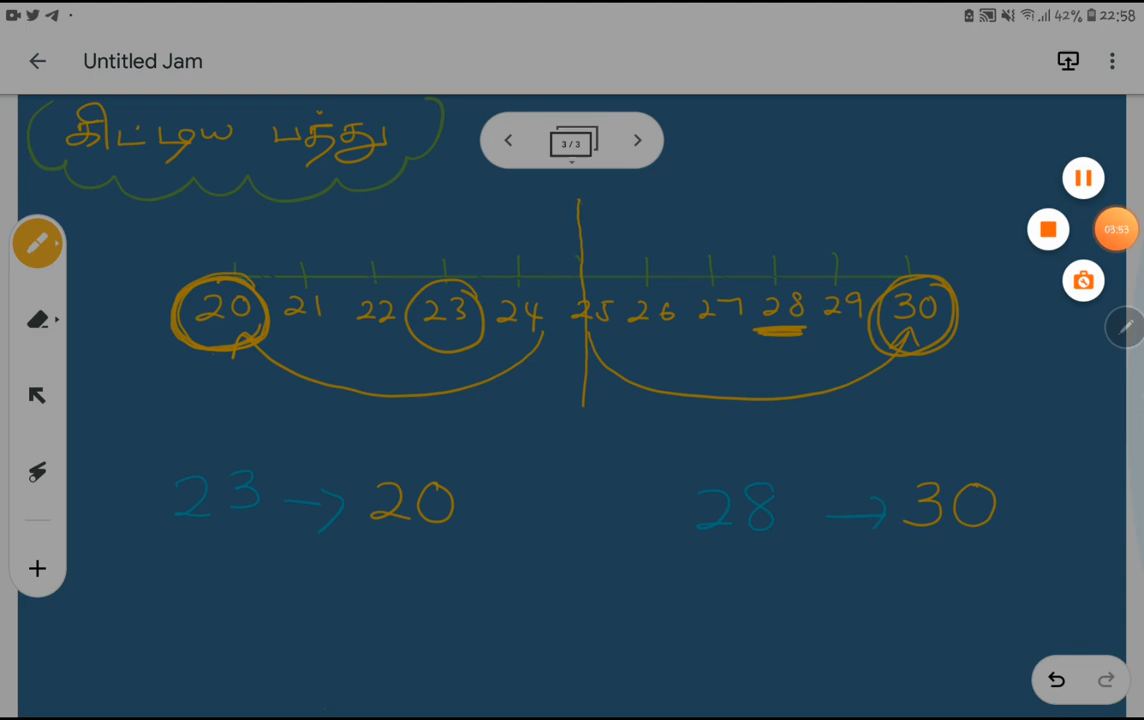 42% 22:58
Untitled Jam
கிட்டிய பத்து
3 / 3
03:53
20 21 22 23 24 25 26 27 28 29 30
23 → 20 28 → 30